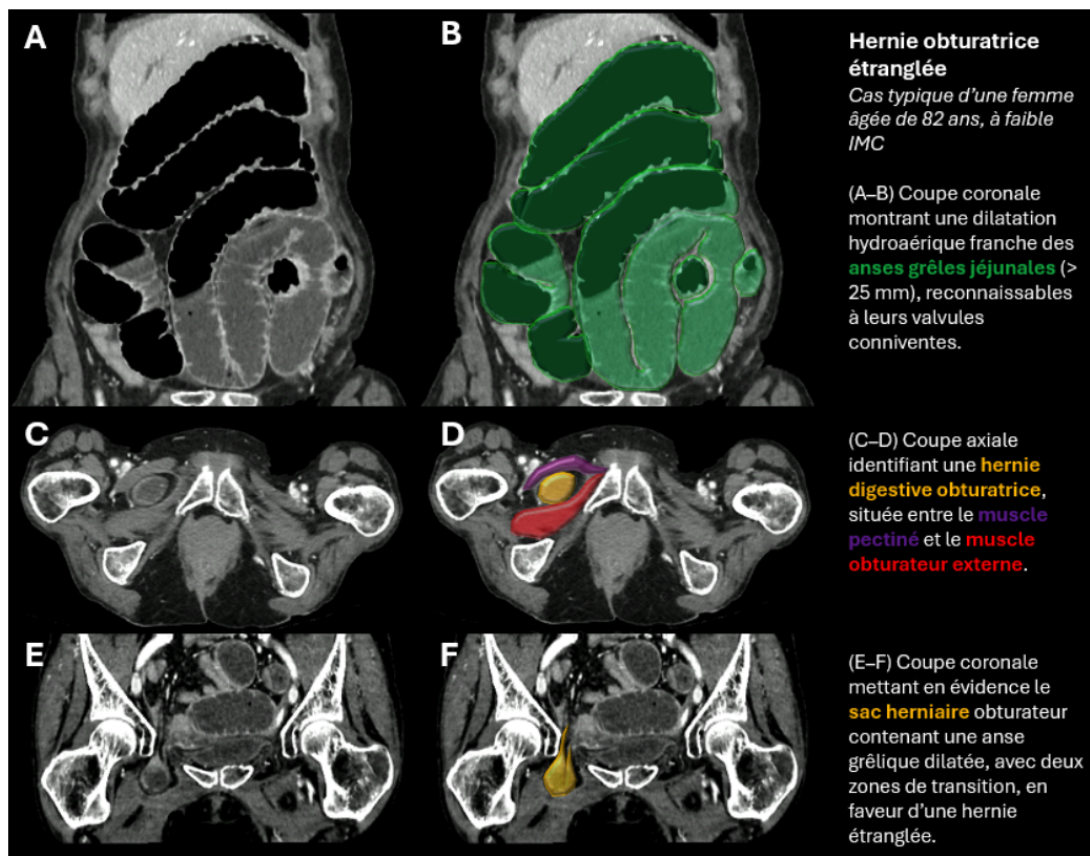 A
B
Hernie obturatrice
étranglée
Cas typique d'une femme
âgée de 82 ans, à faible
IMC
(A–B) Coupe coronale
montrant une dilatation
hydroaérique franche des
anses grêles jéjunales (>
25 mm), reconnaissables
à leurs valvules
conniventes.
C
D
(C–D) Coupe axiale
identifiant une hernie
digestive obturatrice,
située entre le muscle
pectiné et le muscle
obturateur externe.
E
F
(E–F) Coupe coronale
mettant en évidence le
sac herniaire obturateur
contenant une anse
grêlique dilatée, avec deux
zones de transition, en
faveur d'une hernie
étranglée.